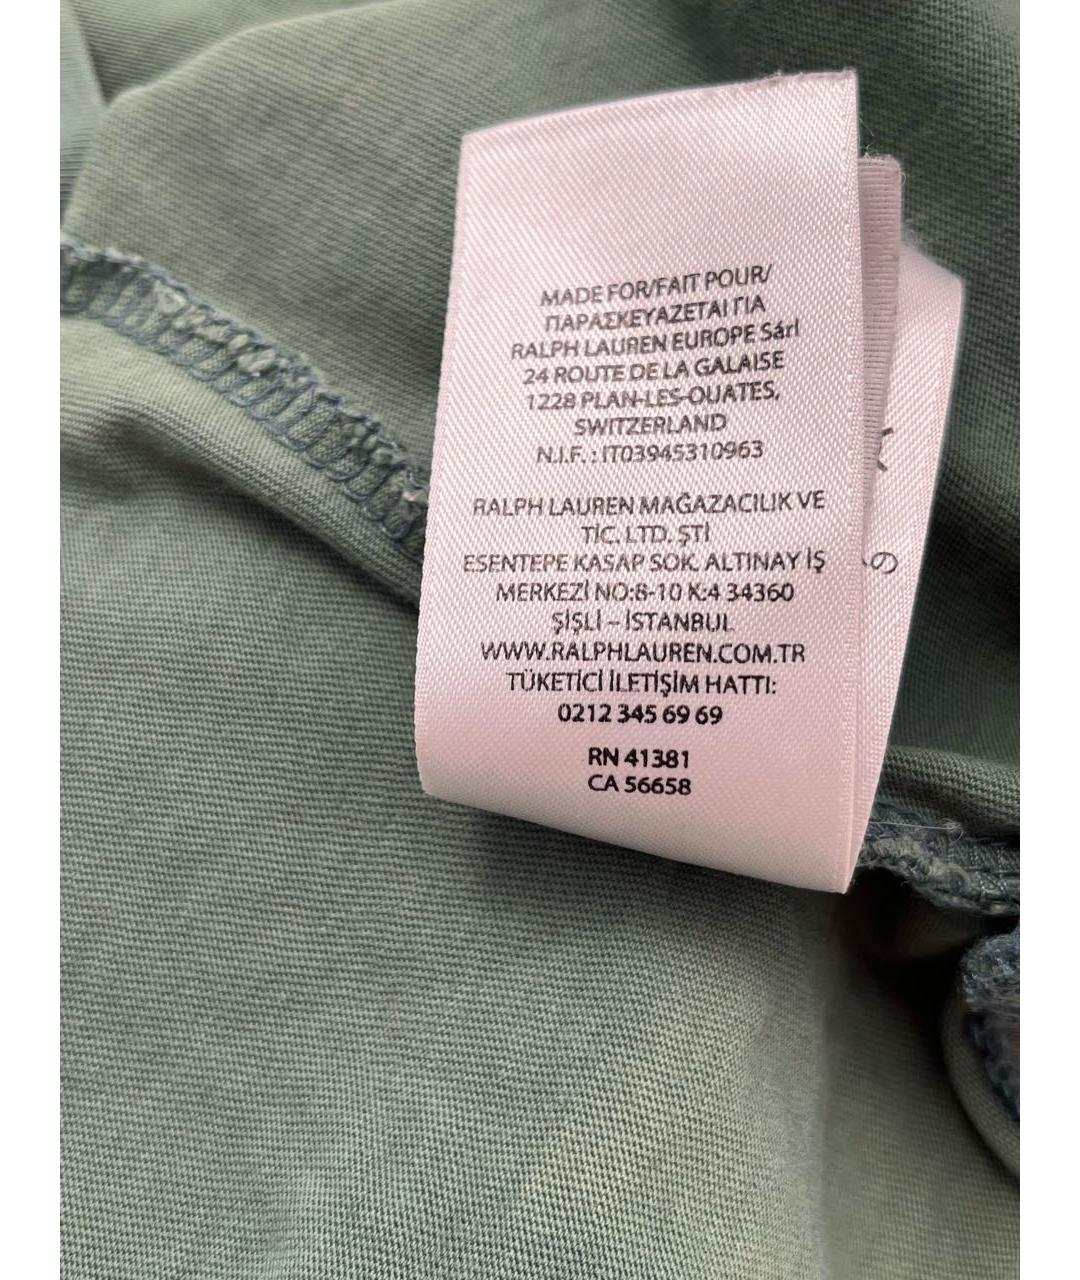 MADE FOR/FAIT POUR/
ΠΑΡΑΣΚΕΥΑΖΕΤΑΙ ΓΙΑ
RALPH LAUREN EUROPE Sárl
24 ROUTE DE LA GALAISE
1228 PLAN-LES-OUATES,
SWITZERLAND
N.I.F. : IT03945310963
RALPH LAUREN MAĞAZACILIK VE
TİC. LTD. ŞTİ
ESENTEPE KASAP SOK. ALTINAY İŞ
MERKEZİ NO:8-10 K:4 34360
ŞİŞLİ – İSTANBUL
WWW.RALPHLAUREN.COM.TR
TÜKETİCİ İLETİŞİM HATTI:
0212 345 69 69
RN 41381
CA 56658